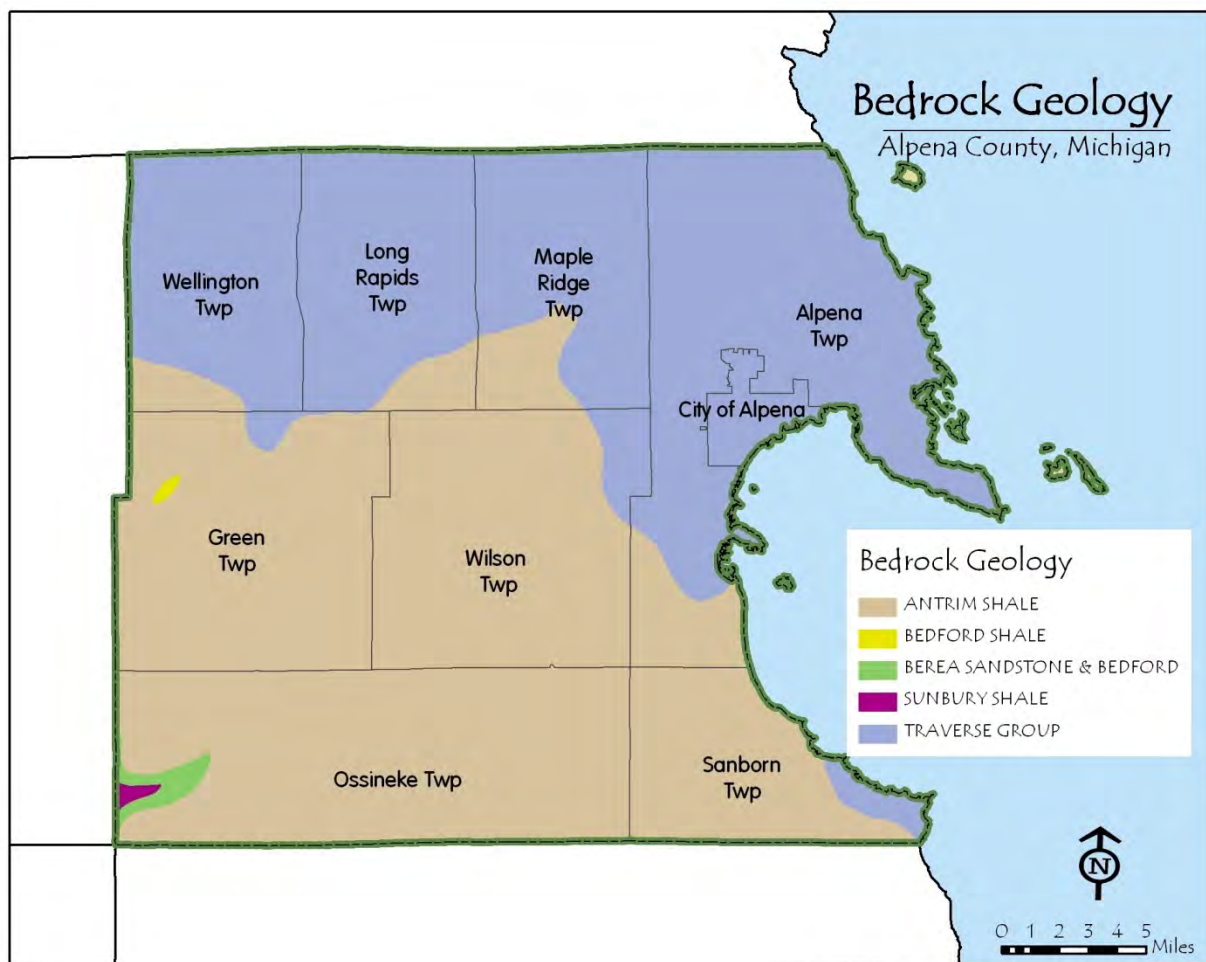 Bedrock Geology
Alpena County, Michigan
Wellington
Twp
Long
Rapids
Twp
Maple
Ridge
Twp
Alpena
Twp
City of Alpena
Green
Twp
Wilson
Twp
Ossineke Twp
Sanborn
Twp
Bedrock Geology
ANTRIM SHALE
BEDFORD SHALE
BEREA SANDSTONE & BEDFORD
SUNBURY SHALE
TRAVERSE GROUP
N
0 1 2 3 4 5
Miles